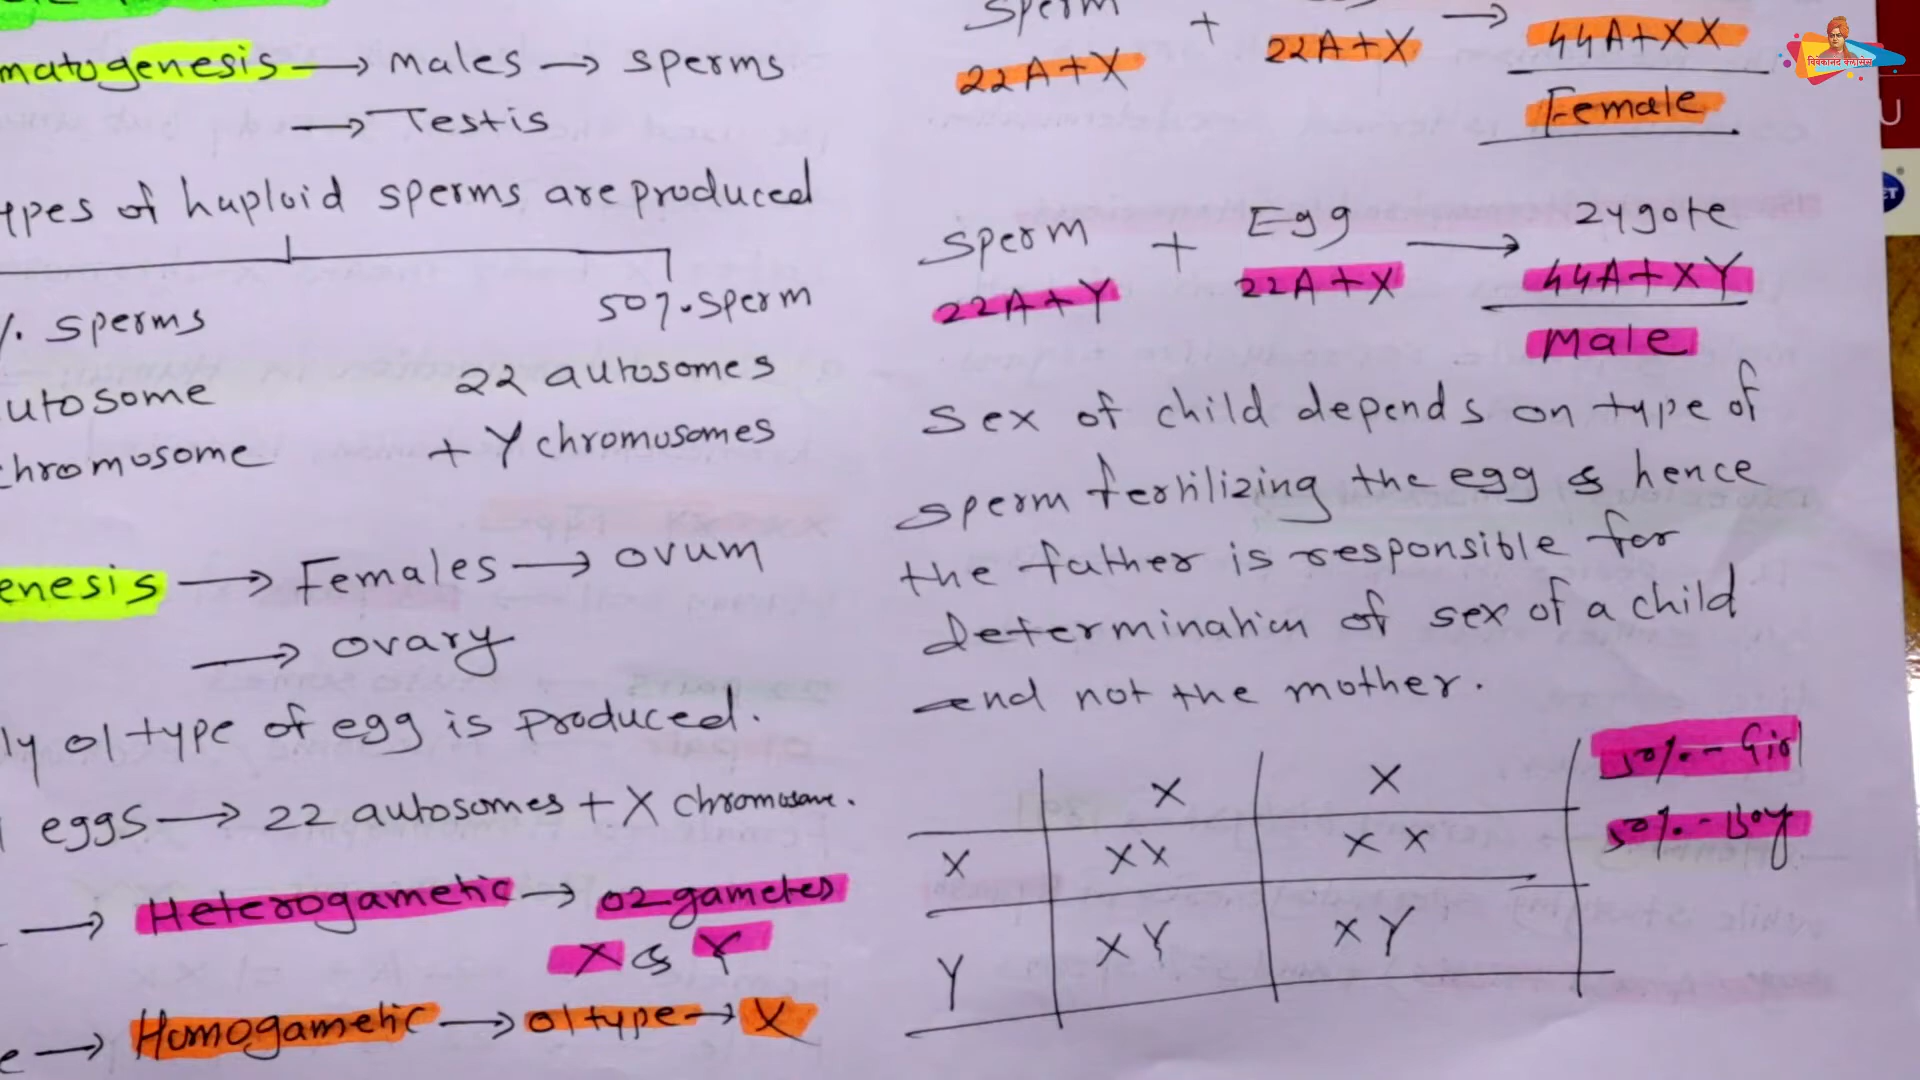 matogenesis → males → sperms
→ Testis
ypes of haploid sperms are produced
%. sperms
50%. sperm
utosome
22 autosomes
chromosome
+ Y chromosomes
enesis → Females → ovum
→ ovary
ly 01 type of egg is produced.
eggs → 22 autosomes + X chromosome.
→ Heterogametic → 02 gametes
X & Y
e → Homogametic → 01 type → X
sperm +
22A+X 22A+X → 44A+XX
Female
sperm + Egg → zygote
22A+Y 22A+X 44A+XY
Male
sex of child depends on type of
sperm fertilizing the egg & hence
the father is responsible for
Determination of sex of a child
and not the mother.
X X
X XX XX
Y XY XY
50%.- Girl
50%.- Boy
विवेकानंद क्लासेस
U